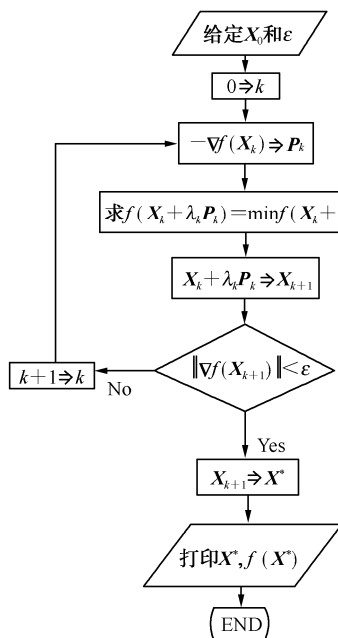 给定X₀和ε
0⇒k
−∇f(Xₖ)⇒Pₖ
求f(Xₖ+λₖPₖ)=minf(Xₖ+
Xₖ+λₖPₖ⇒Xₖ₊₁
‖∇f(Xₖ₊₁)‖<ε
k+1⇒k
No
Yes
Xₖ₊₁⇒X*
打印X*,f(X*)
END